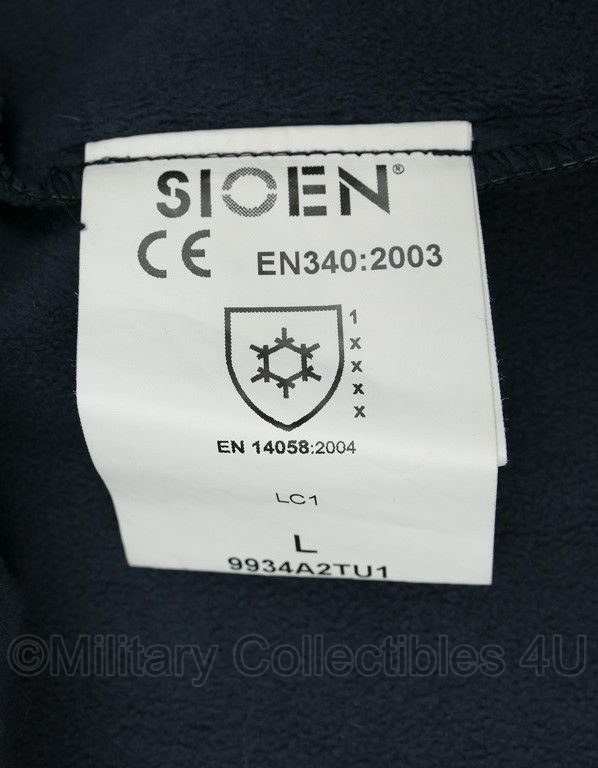 SIOEN®
CE EN340:2003
1
x
x
x
x
EN 14058:2004
LC1
L
9934A2TU1
©Military Collectibles 4U